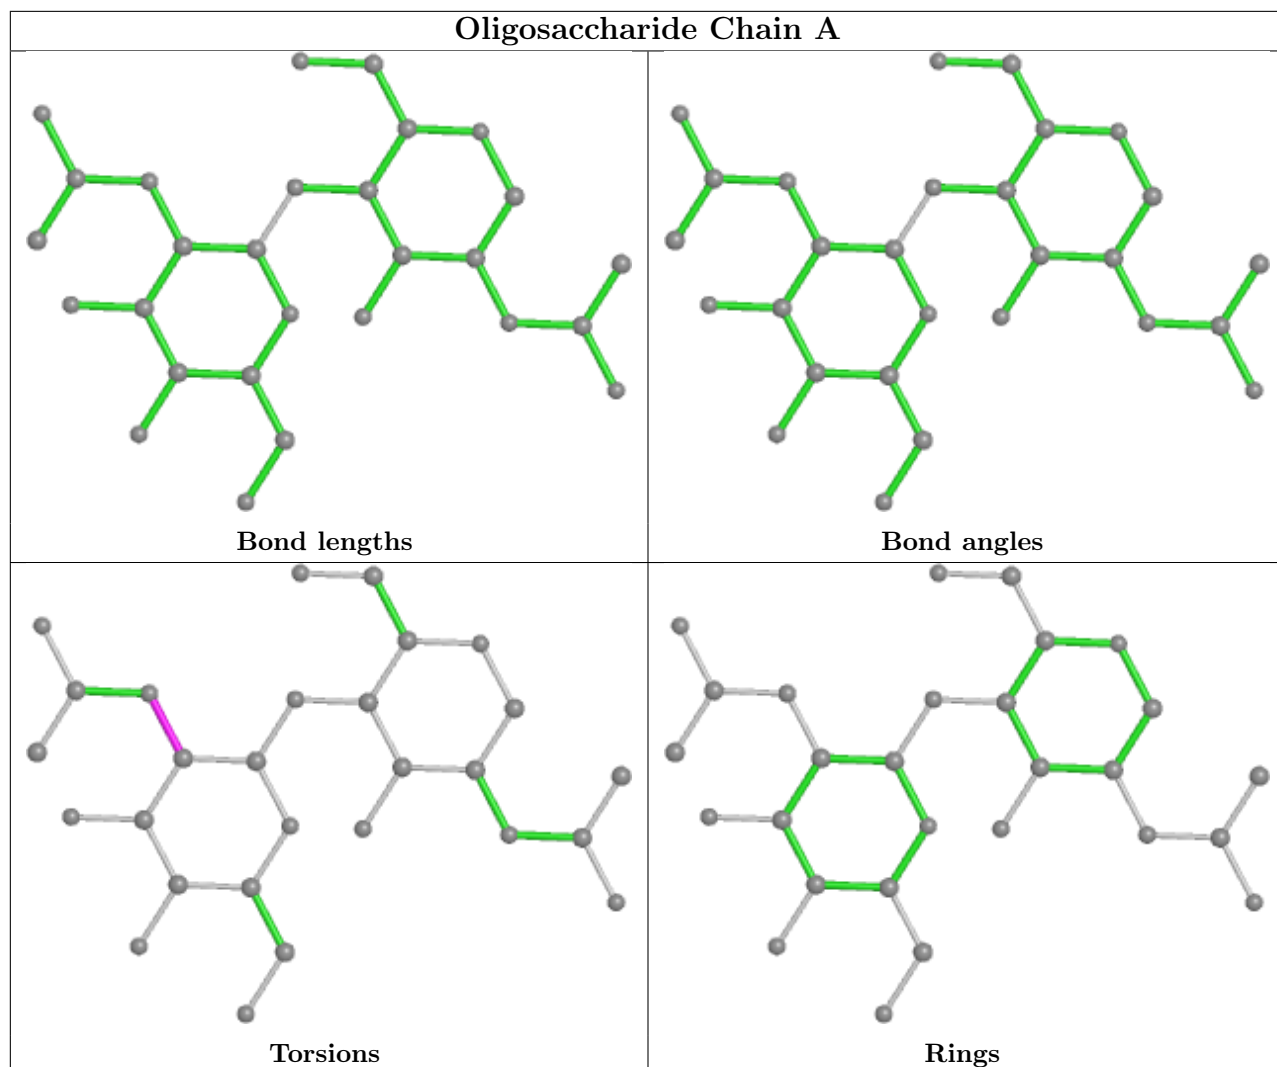 Oligosaccharide Chain A
Bond lengths
Bond angles
Torsions
Rings